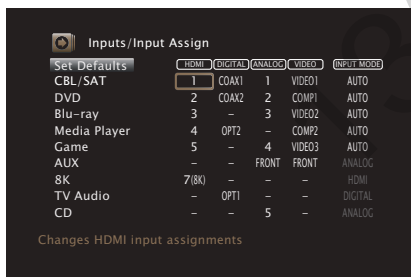 Inputs/Input Assign
Set Defaults HDMI DIGITAL ANALOG VIDEO INPUT MODE
CBL/SAT 1 COAX1 1 VIDEO1 AUTO
DVD 2 COAX2 2 COMP1 AUTO
Blu-ray 3 – 3 VIDEO2 AUTO
Media Player 4 OPT2 – COMP2 AUTO
Game 5 – 4 VIDEO3 AUTO
AUX – – FRONT FRONT ANALOG
8K 7(8K) – – – HDMI
TV Audio – OPT1 – – DIGITAL
CD – – 5 – ANALOG
Changes HDMI input assignments